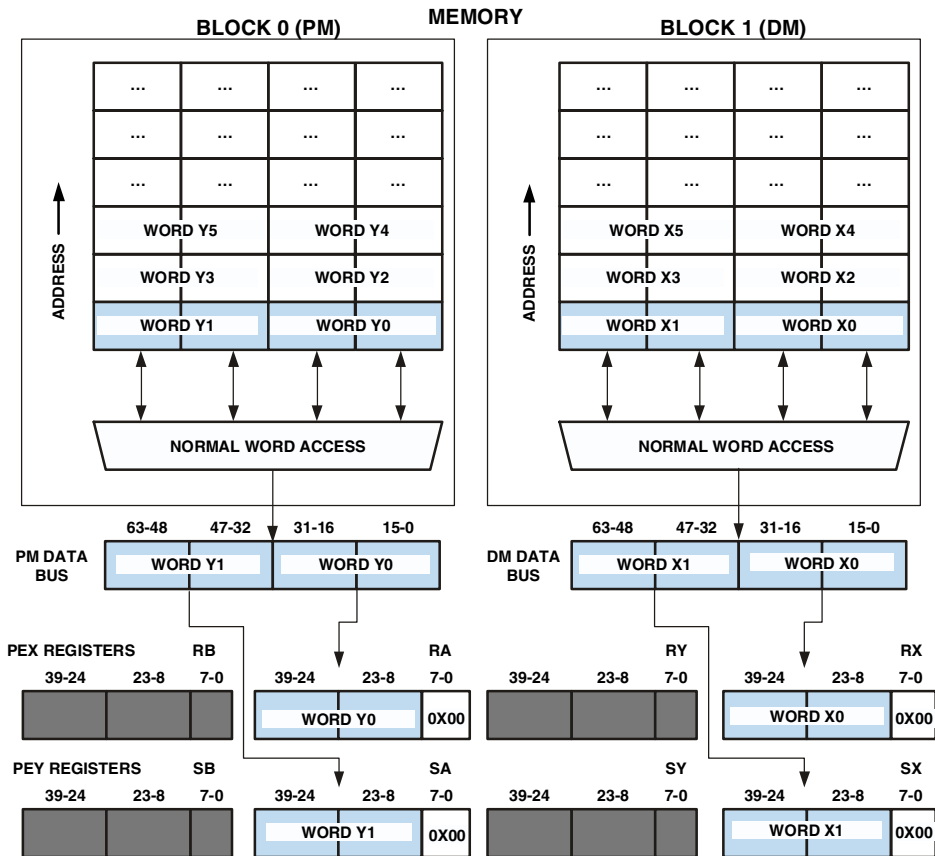 MEMORY
BLOCK 0 (PM) BLOCK 1 (DM)
... ... ... ... ... ... ... ...
... ... ... ... ... ... ... ...
... ... ... ... ... ... ... ...
WORD Y5 WORD Y4 WORD X5 WORD X4
WORD Y3 WORD Y2 WORD X3 WORD X2
WORD Y1 WORD Y0 WORD X1 WORD X0
ADDRESS ADDRESS
NORMAL WORD ACCESS NORMAL WORD ACCESS
63-48 47-32 31-16 15-0 63-48 47-32 31-16 15-0
PM DATA BUS WORD Y1 WORD Y0 DM DATA BUS WORD X1 WORD X0
PEX REGISTERS RB RA RY RX
39-24 23-8 7-0 39-24 23-8 7-0 39-24 23-8 7-0 39-24 23-8 7-0
WORD Y0 0X00 WORD X0 0X00
PEY REGISTERS SB SA SY SX
39-24 23-8 7-0 39-24 23-8 7-0 39-24 23-8 7-0 39-24 23-8 7-0
WORD Y1 0X00 WORD X1 0X00